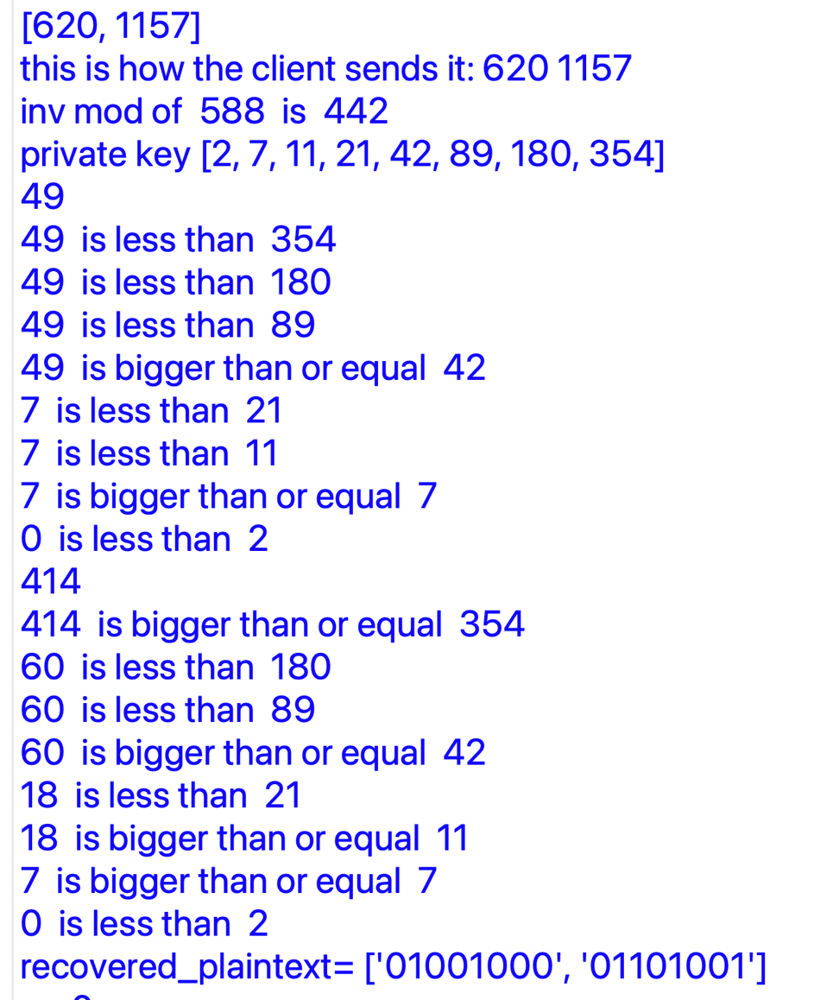 [620, 1157]
this is how the client sends it: 620 1157
inv mod of  588  is  442
private key [2, 7, 11, 21, 42, 89, 180, 354]
49
49  is less than  354
49  is less than  180
49  is less than  89
49  is bigger than or equal  42
7  is less than  21
7  is less than  11
7  is bigger than or equal  7
0  is less than  2
414
414  is bigger than or equal  354
60  is less than  180
60  is less than  89
60  is bigger than or equal  42
18  is less than  21
18  is bigger than or equal  11
7  is bigger than or equal  7
0  is less than  2
recovered_plaintext= ['01001000', '01101001']